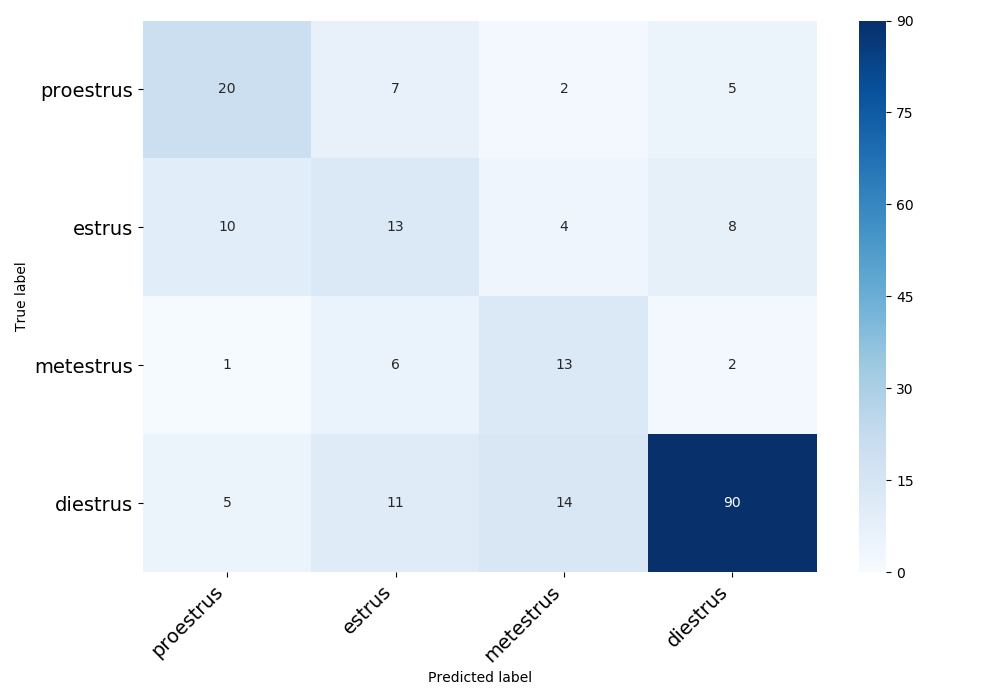 proestrus 20 7 2 5
estrus 10 13 4 8
metestrus 1 6 13 2
diestrus 5 11 14 90
True label
proestrus estrus metestrus diestrus
Predicted label
90
75
60
45
30
15
0